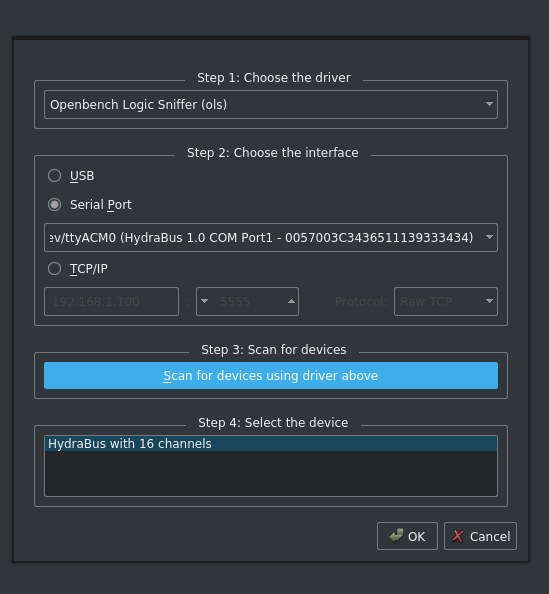 Step 1: Choose the driver
Openbench Logic Sniffer (ols)
Step 2: Choose the interface
USB
Serial Port
ev/ttyACM0 (HydraBus 1.0 COM Port1 - 0057003C3436511139333434)
TCP/IP
192.168.1.100 : 5555 Protocol: Raw TCP
Step 3: Scan for devices
Scan for devices using driver above
Step 4: Select the device
HydraBus with 16 channels
OK Cancel